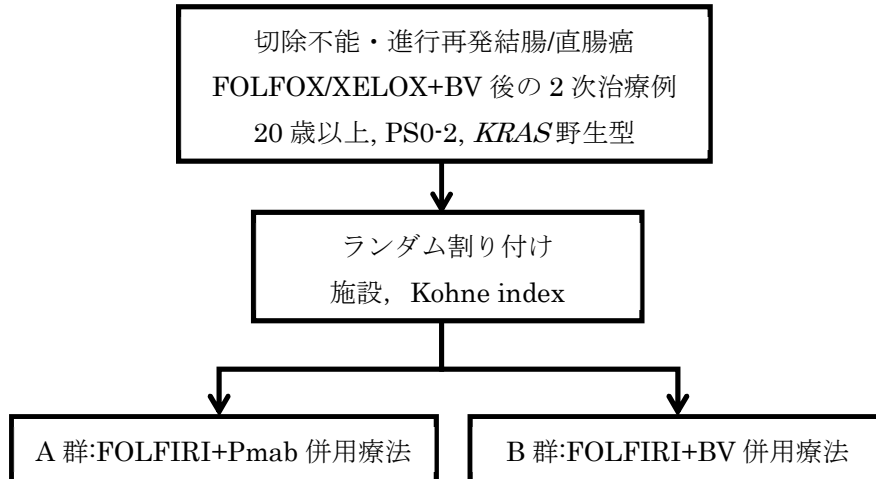 切除不能・進行再発結腸/直腸癌
FOLFOX/XELOX+BV 後の 2 次治療例
20 歳以上, PS0-2, KRAS 野生型
ランダム割り付け
施設, Kohne index
A 群:FOLFIRI+Pmab 併用療法
B 群:FOLFIRI+BV 併用療法